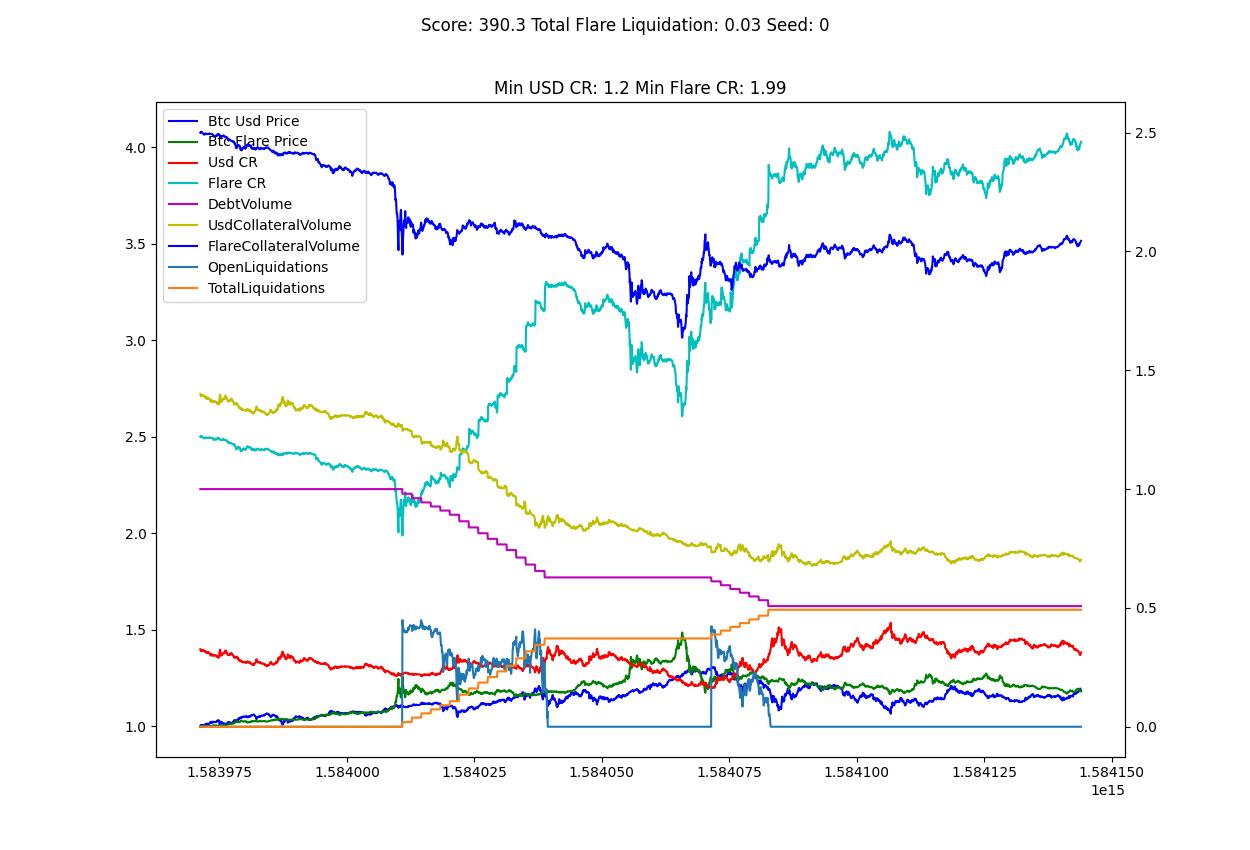 Score: 390.3 Total Flare Liquidation: 0.03 Seed: 0
Min USD CR: 1.2 Min Flare CR: 1.99
Btc Usd Price
Btc Flare Price
Usd CR
Flare CR
DebtVolume
UsdCollateralVolume
FlareCollateralVolume
OpenLiquidations
TotalLiquidations
4.0
3.5
3.0
2.5
2.0
1.5
1.0
2.5
2.0
1.5
1.0
0.5
0.0
1.583975 1.584000 1.584025 1.584050 1.584075 1.584100 1.584125 1.584150
1e15